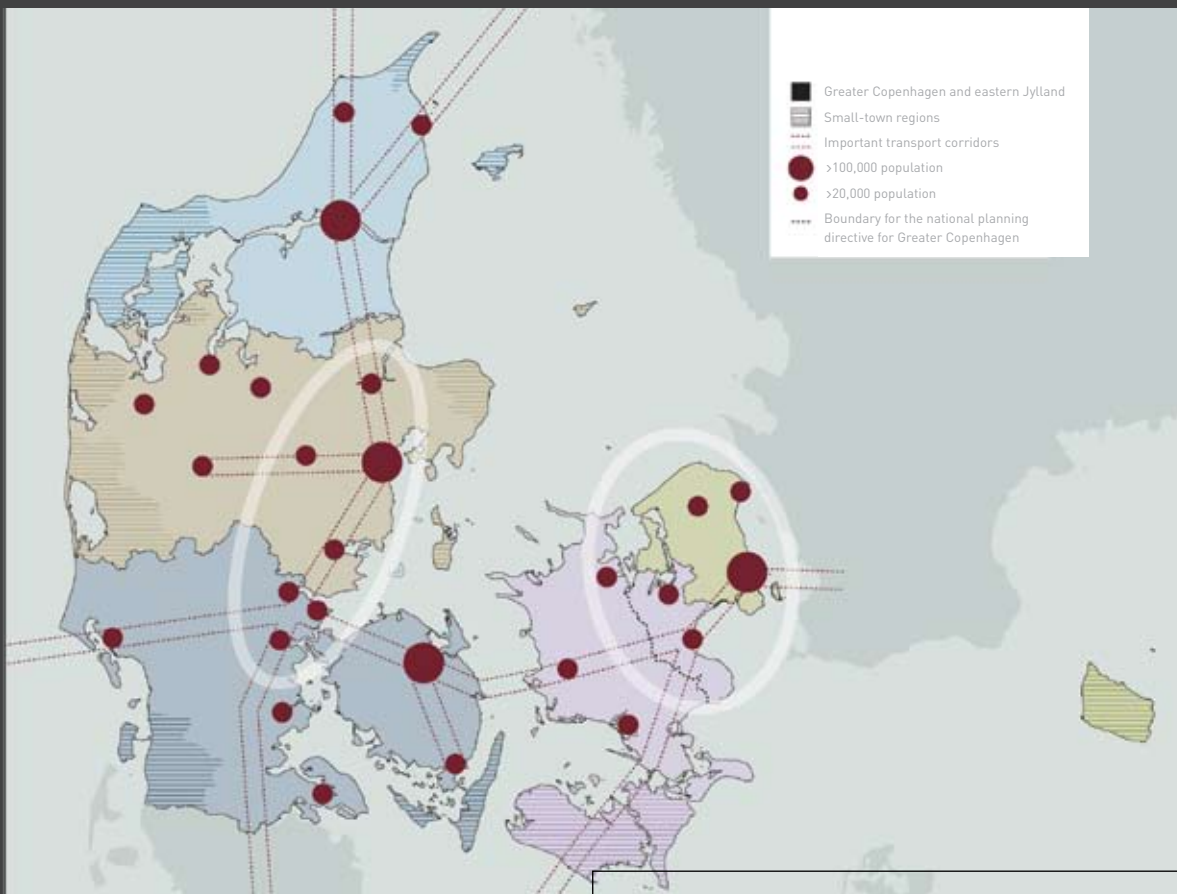 Greater Copenhagen and eastern Jylland
Small-town regions
Important transport corridors
>100,000 population
>20,000 population
Boundary for the national planning
directive for Greater Copenhagen